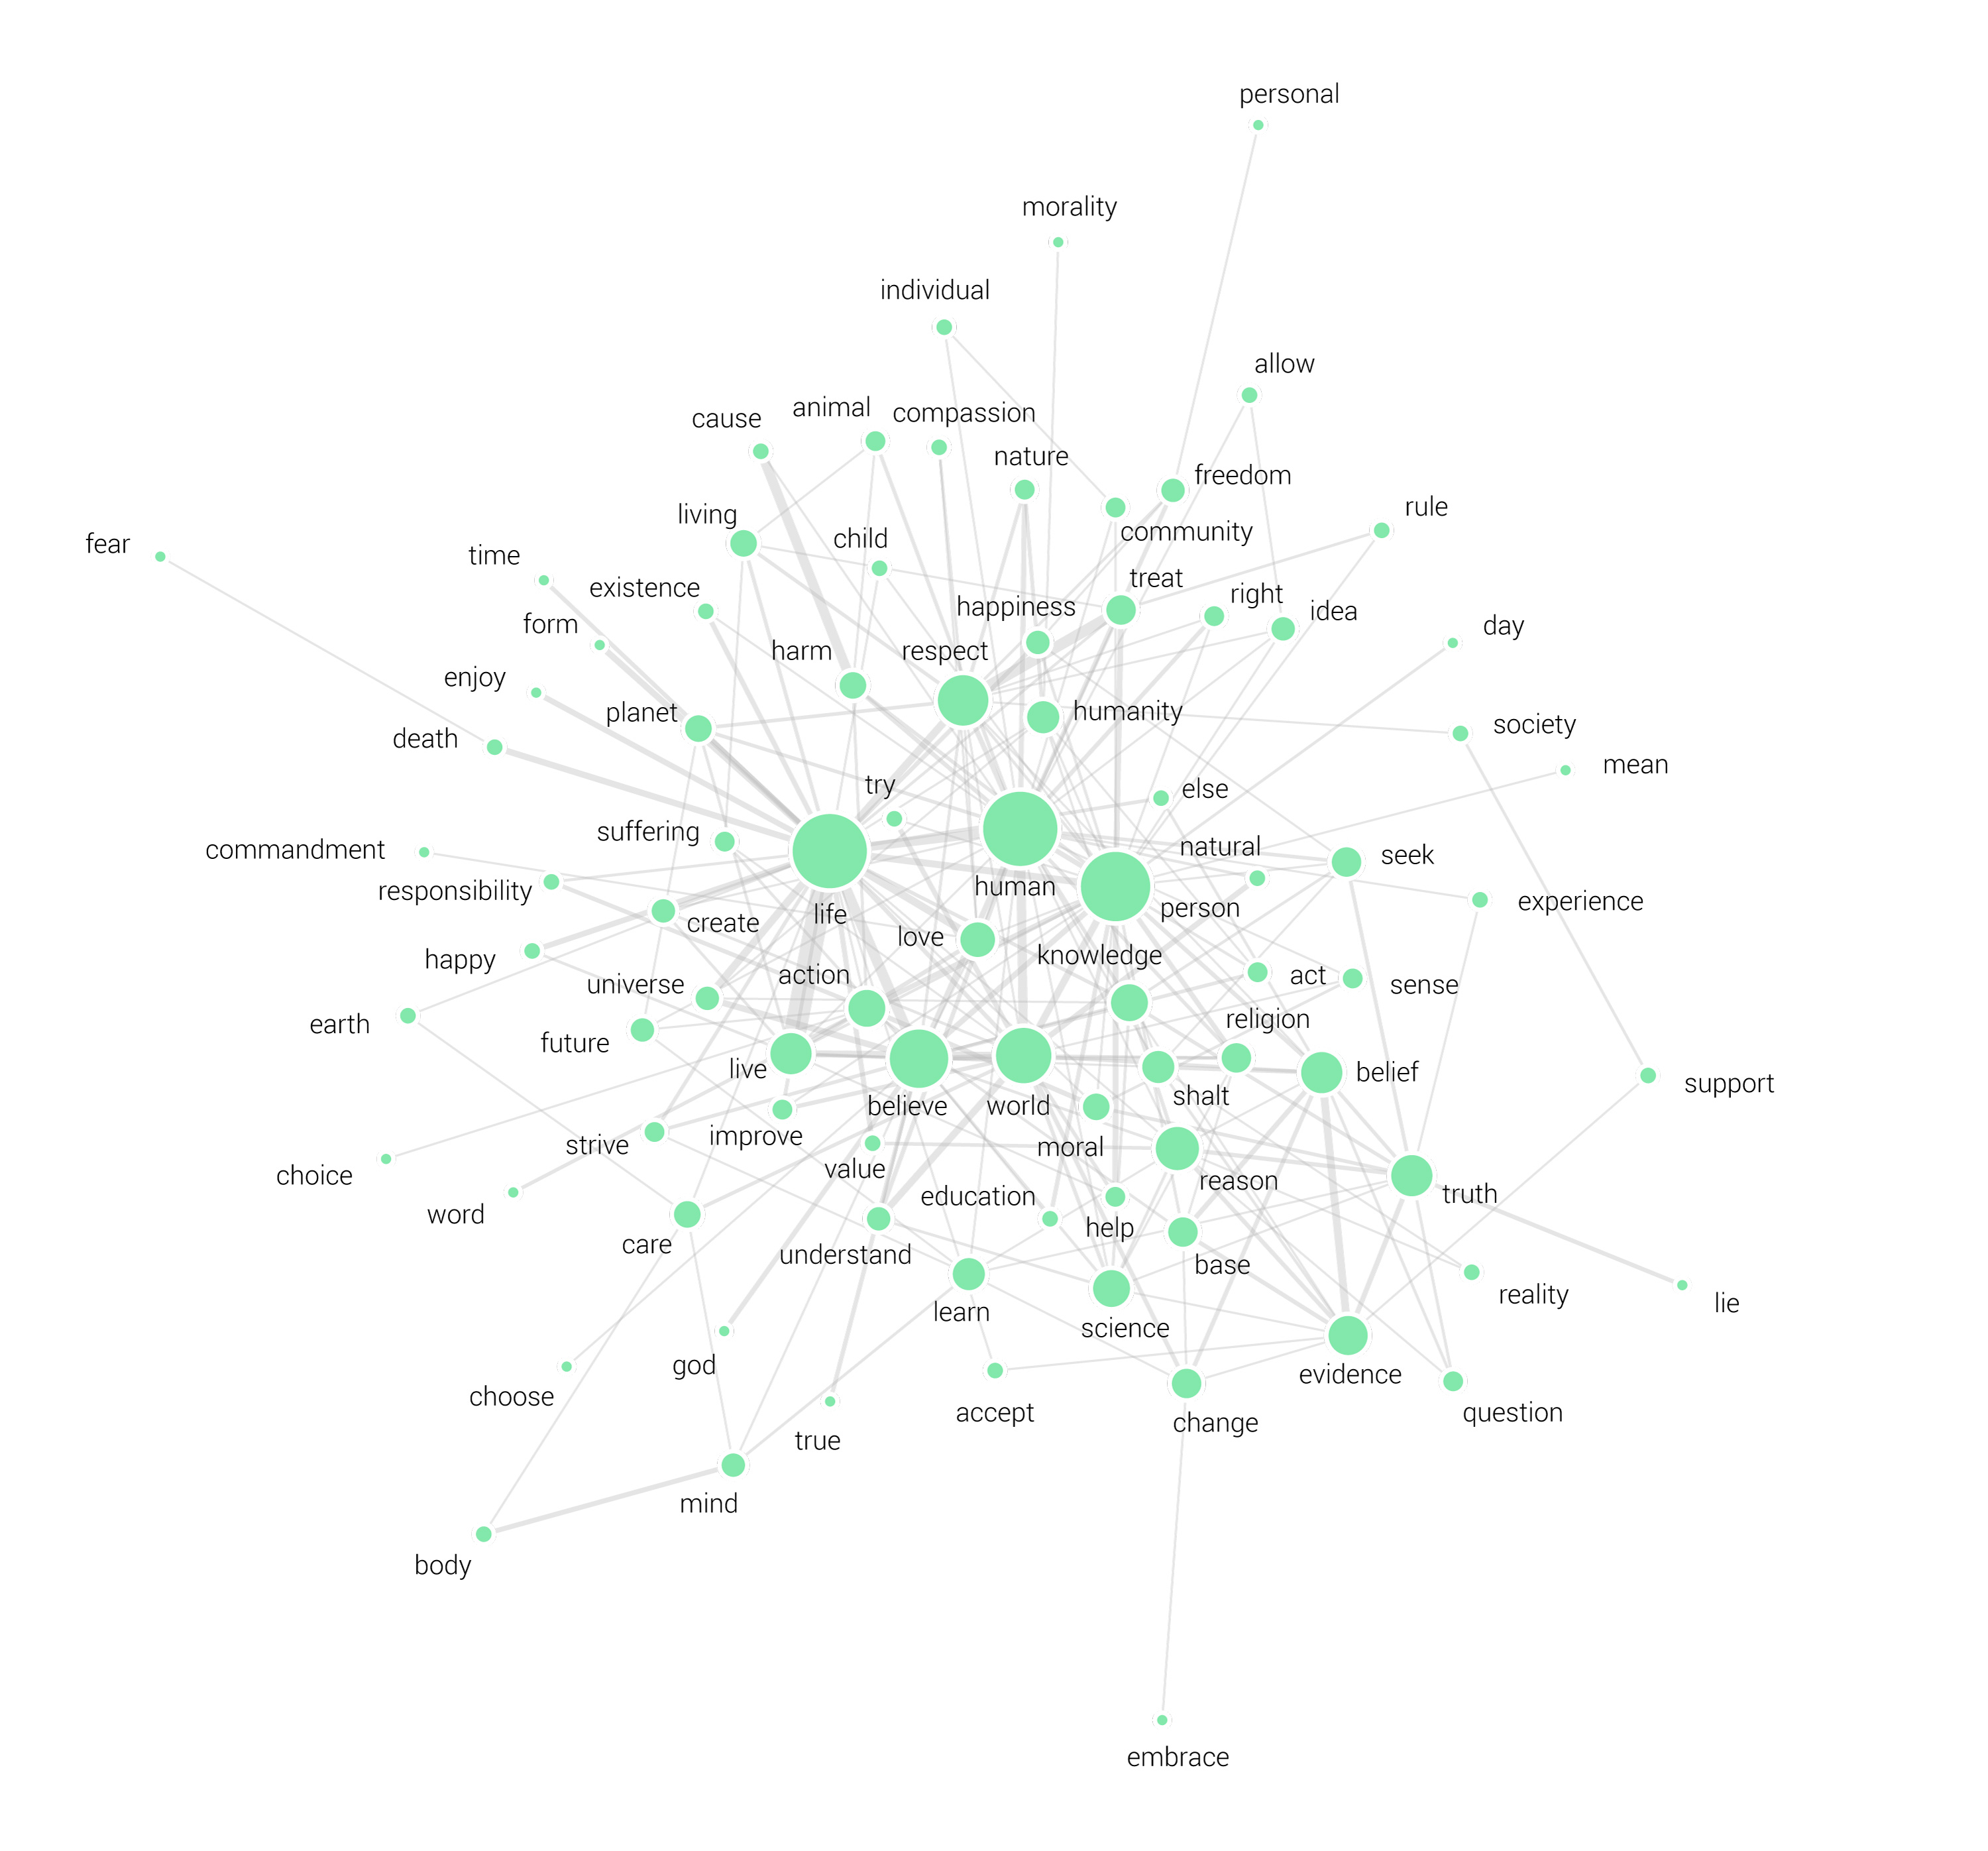 personal
morality
individual
allow
cause
animal
compassion
nature
freedom
rule
living
child
community
fear
time
existence
happiness
treat
right
idea
form
harm
respect
day
enjoy
planet
humanity
society
death
try
else
mean
commandment
suffering
natural
seek
responsibility
human
life
person
experience
create
love
knowledge
happy
universe
action
act
sense
earth
future
religion
live
belief
believe
world
shalt
support
strive
improve
moral
choice
value
reason
truth
word
education
help
care
understand
base
learn
science
reality
lie
god
evidence
choose
accept
change
question
true
mind
body
embrace